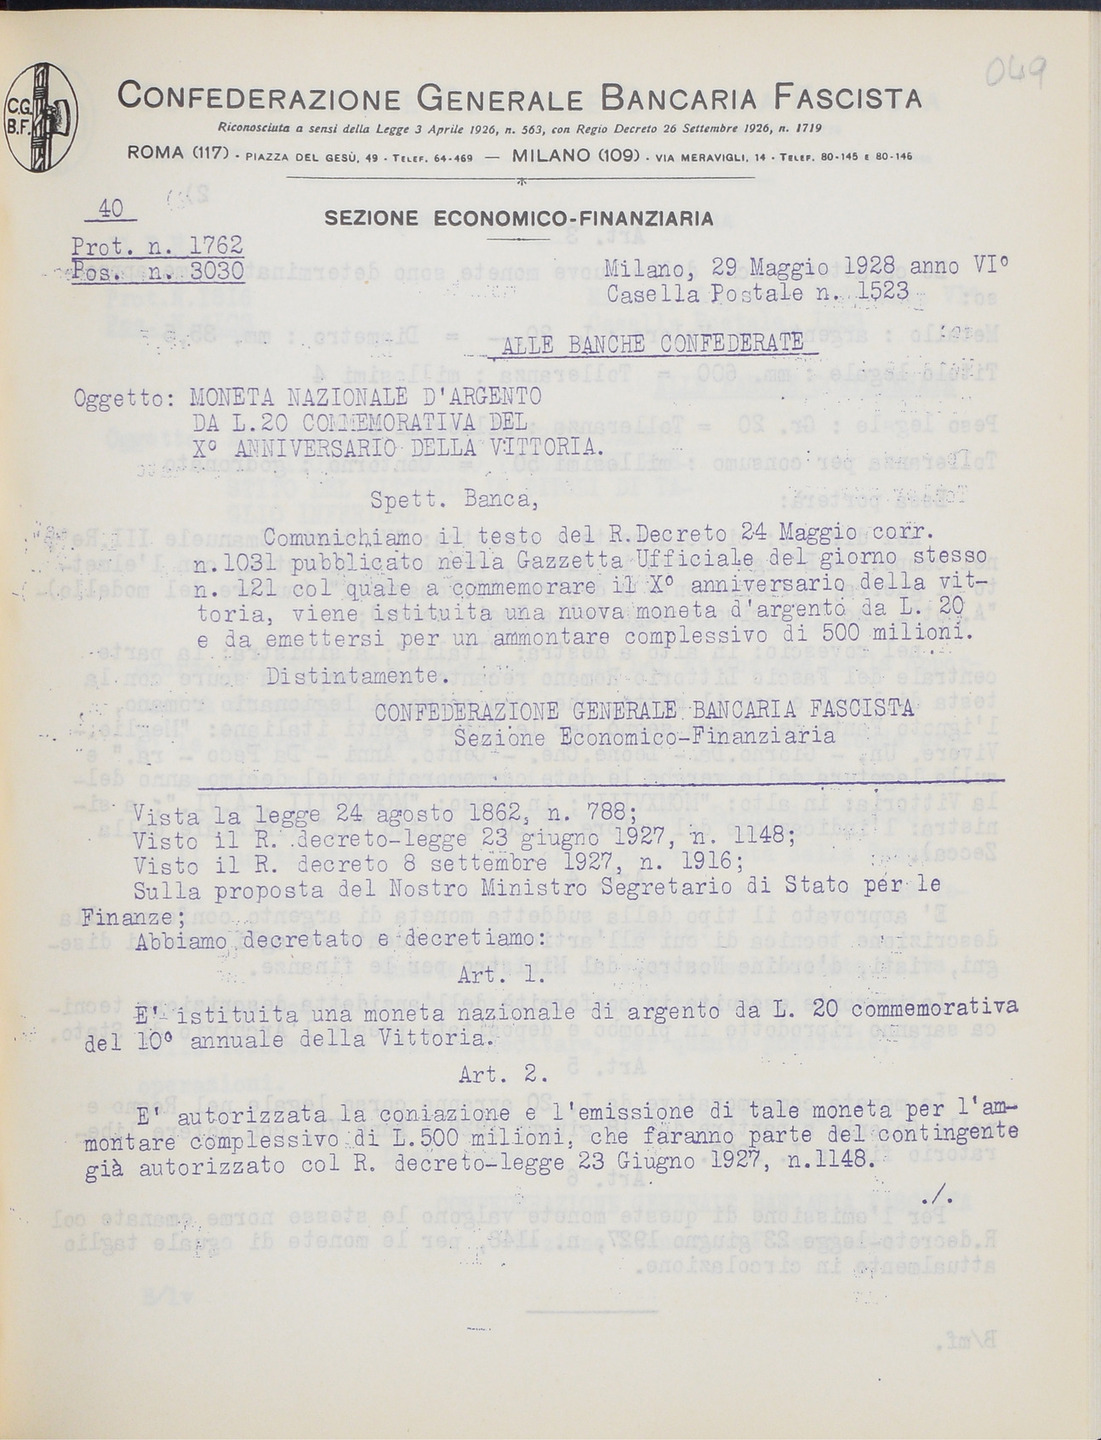 049
C.G.
B.F.
CONFEDERAZIONE GENERALE BANCARIA FASCISTA
Riconosciuta a sensi della Legge 3 Aprile 1926, n. 563, con Regio Decreto 26 Settembre 1926, n. 1719
ROMA (117) - PIAZZA DEL GESÙ, 49 - TELEF. 64-469 — MILANO (109) - VIA MERAVIGLI, 14 - TELEF. 80-145 E 80-146
40
SEZIONE ECONOMICO-FINANZIARIA
Prot. n. 1762
Pos. n. 3030
Milano, 29 Maggio 1928 anno VI°
Casella Postale n. 1523
ALLE BANCHE CONFEDERATE
Oggetto: MONETA NAZIONALE D'ARGENTO
DA L.20 COMMEMORATIVA DEL
X° ANNIVERSARIO DELLA VITTORIA.
Spett. Banca,
Comunichiamo il testo del R.Decreto 24 Maggio corr.
n.1031 pubblicato nella Gazzetta Ufficiale del giorno stesso
n. 121 col quale a commemorare il X° anniversario della vit-
toria, viene istituita una nuova moneta d'argento da L. 20
e da emettersi per un ammontare complessivo di 500 milioni.
Distintamente.
CONFEDERAZIONE GENERALE BANCARIA FASCISTA
Sezione Economico-Finanziaria
Vista la legge 24 agosto 1862, n. 788;
Visto il R. decreto-legge 23 giugno 1927, n. 1148;
Visto il R. decreto 8 settembre 1927, n. 1916;
Sulla proposta del Nostro Ministro Segretario di Stato per le
Finanze;
Abbiamo decretato e decretiamo:
Art. 1.
E' istituita una moneta nazionale di argento da L. 20 commemorativa
del 10° annuale della Vittoria.
Art. 2.
E' autorizzata la coniazione e l'emissione di tale moneta per l'am-
montare complessivo di L.500 milioni, che faranno parte del contingente
già autorizzato col R. decreto-legge 23 Giugno 1927, n.1148.
./.